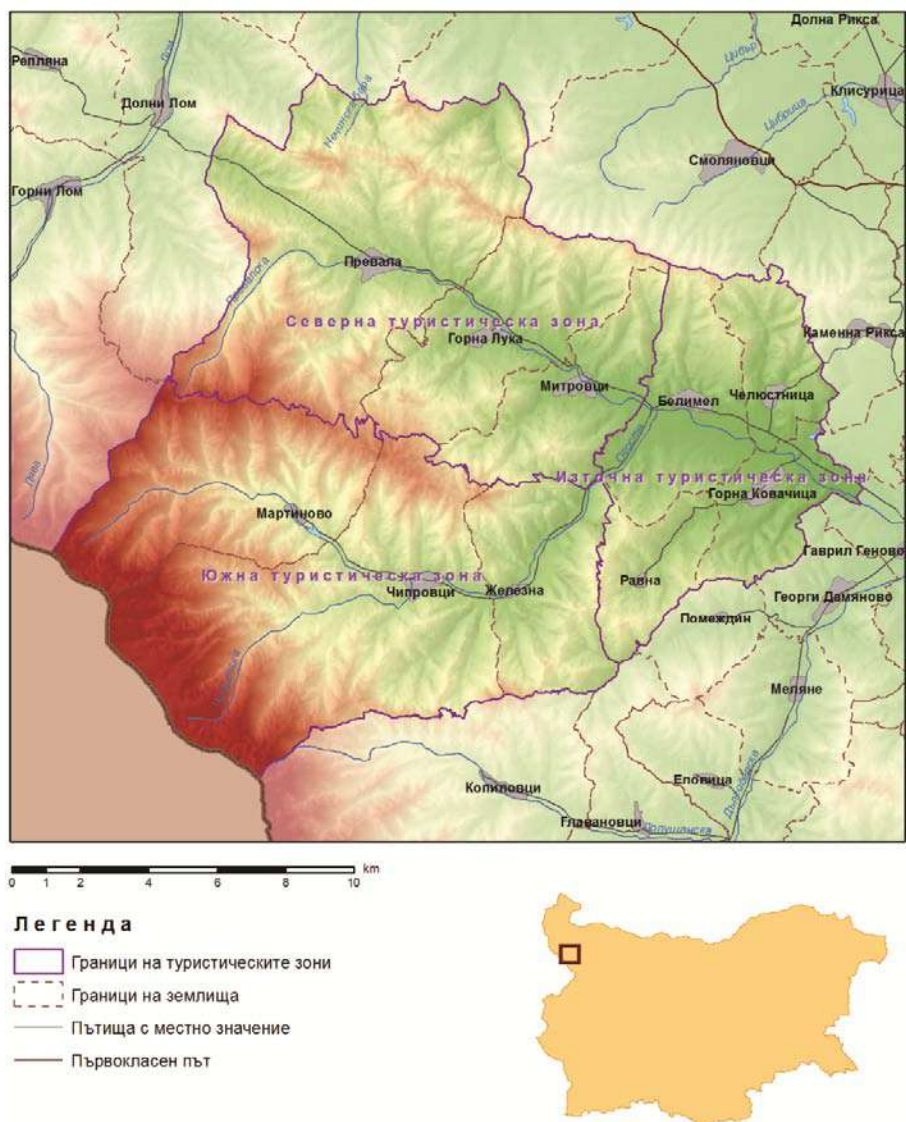 Долна Рикса
Репляна
Лом
Цибър
Долни Лом
Клисурица
Цибрица
Смоляновци
Горни Лом
Превала
Северна туристическа зона
Горна Лука
Каменна Рикса
Митровци
Белимел
Челюстница
Източна туристическа зона
Горна Ковачица
Мартиново
Гаврил Геново
Южна туристическа зона
Чипровци
Железна
Равна
Георги Дамяново
Помеждин
Меляне
Копиловци
Еловица
Главановци
km
0 1 2 4 6 8 10
Легенда
Граници на туристическите зони
Граници на землища
Пътища с местно значение
Първокласен път